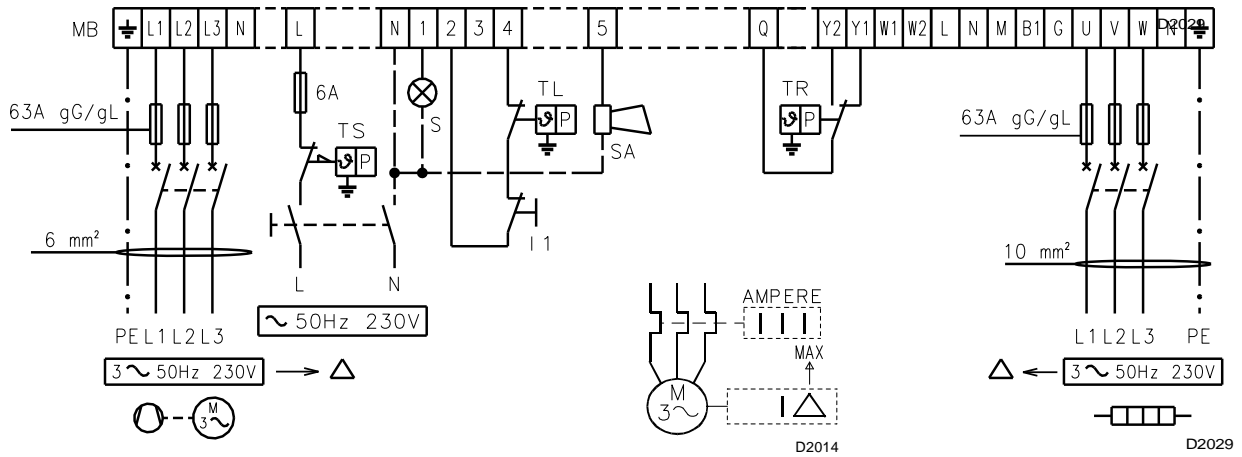 MB L1 L2 L3 N L N 1 2 3 4 5 Q Y2 Y1 W1 W2 L N M B1 G U V W N D2029
63A gG/gL
6A
TS
ϑ P
S
TL
ϑ P
SA
TR
ϑ P
63A gG/gL
I1
6 mm²
10 mm²
L N
PE L1 L2 L3
~ 50Hz 230V
3 ~ 50Hz 230V
M
3 ~
AMPERE
MAX
M
3 ~
D2014
L1 L2 L3 PE
3 ~ 50Hz 230V
D2029